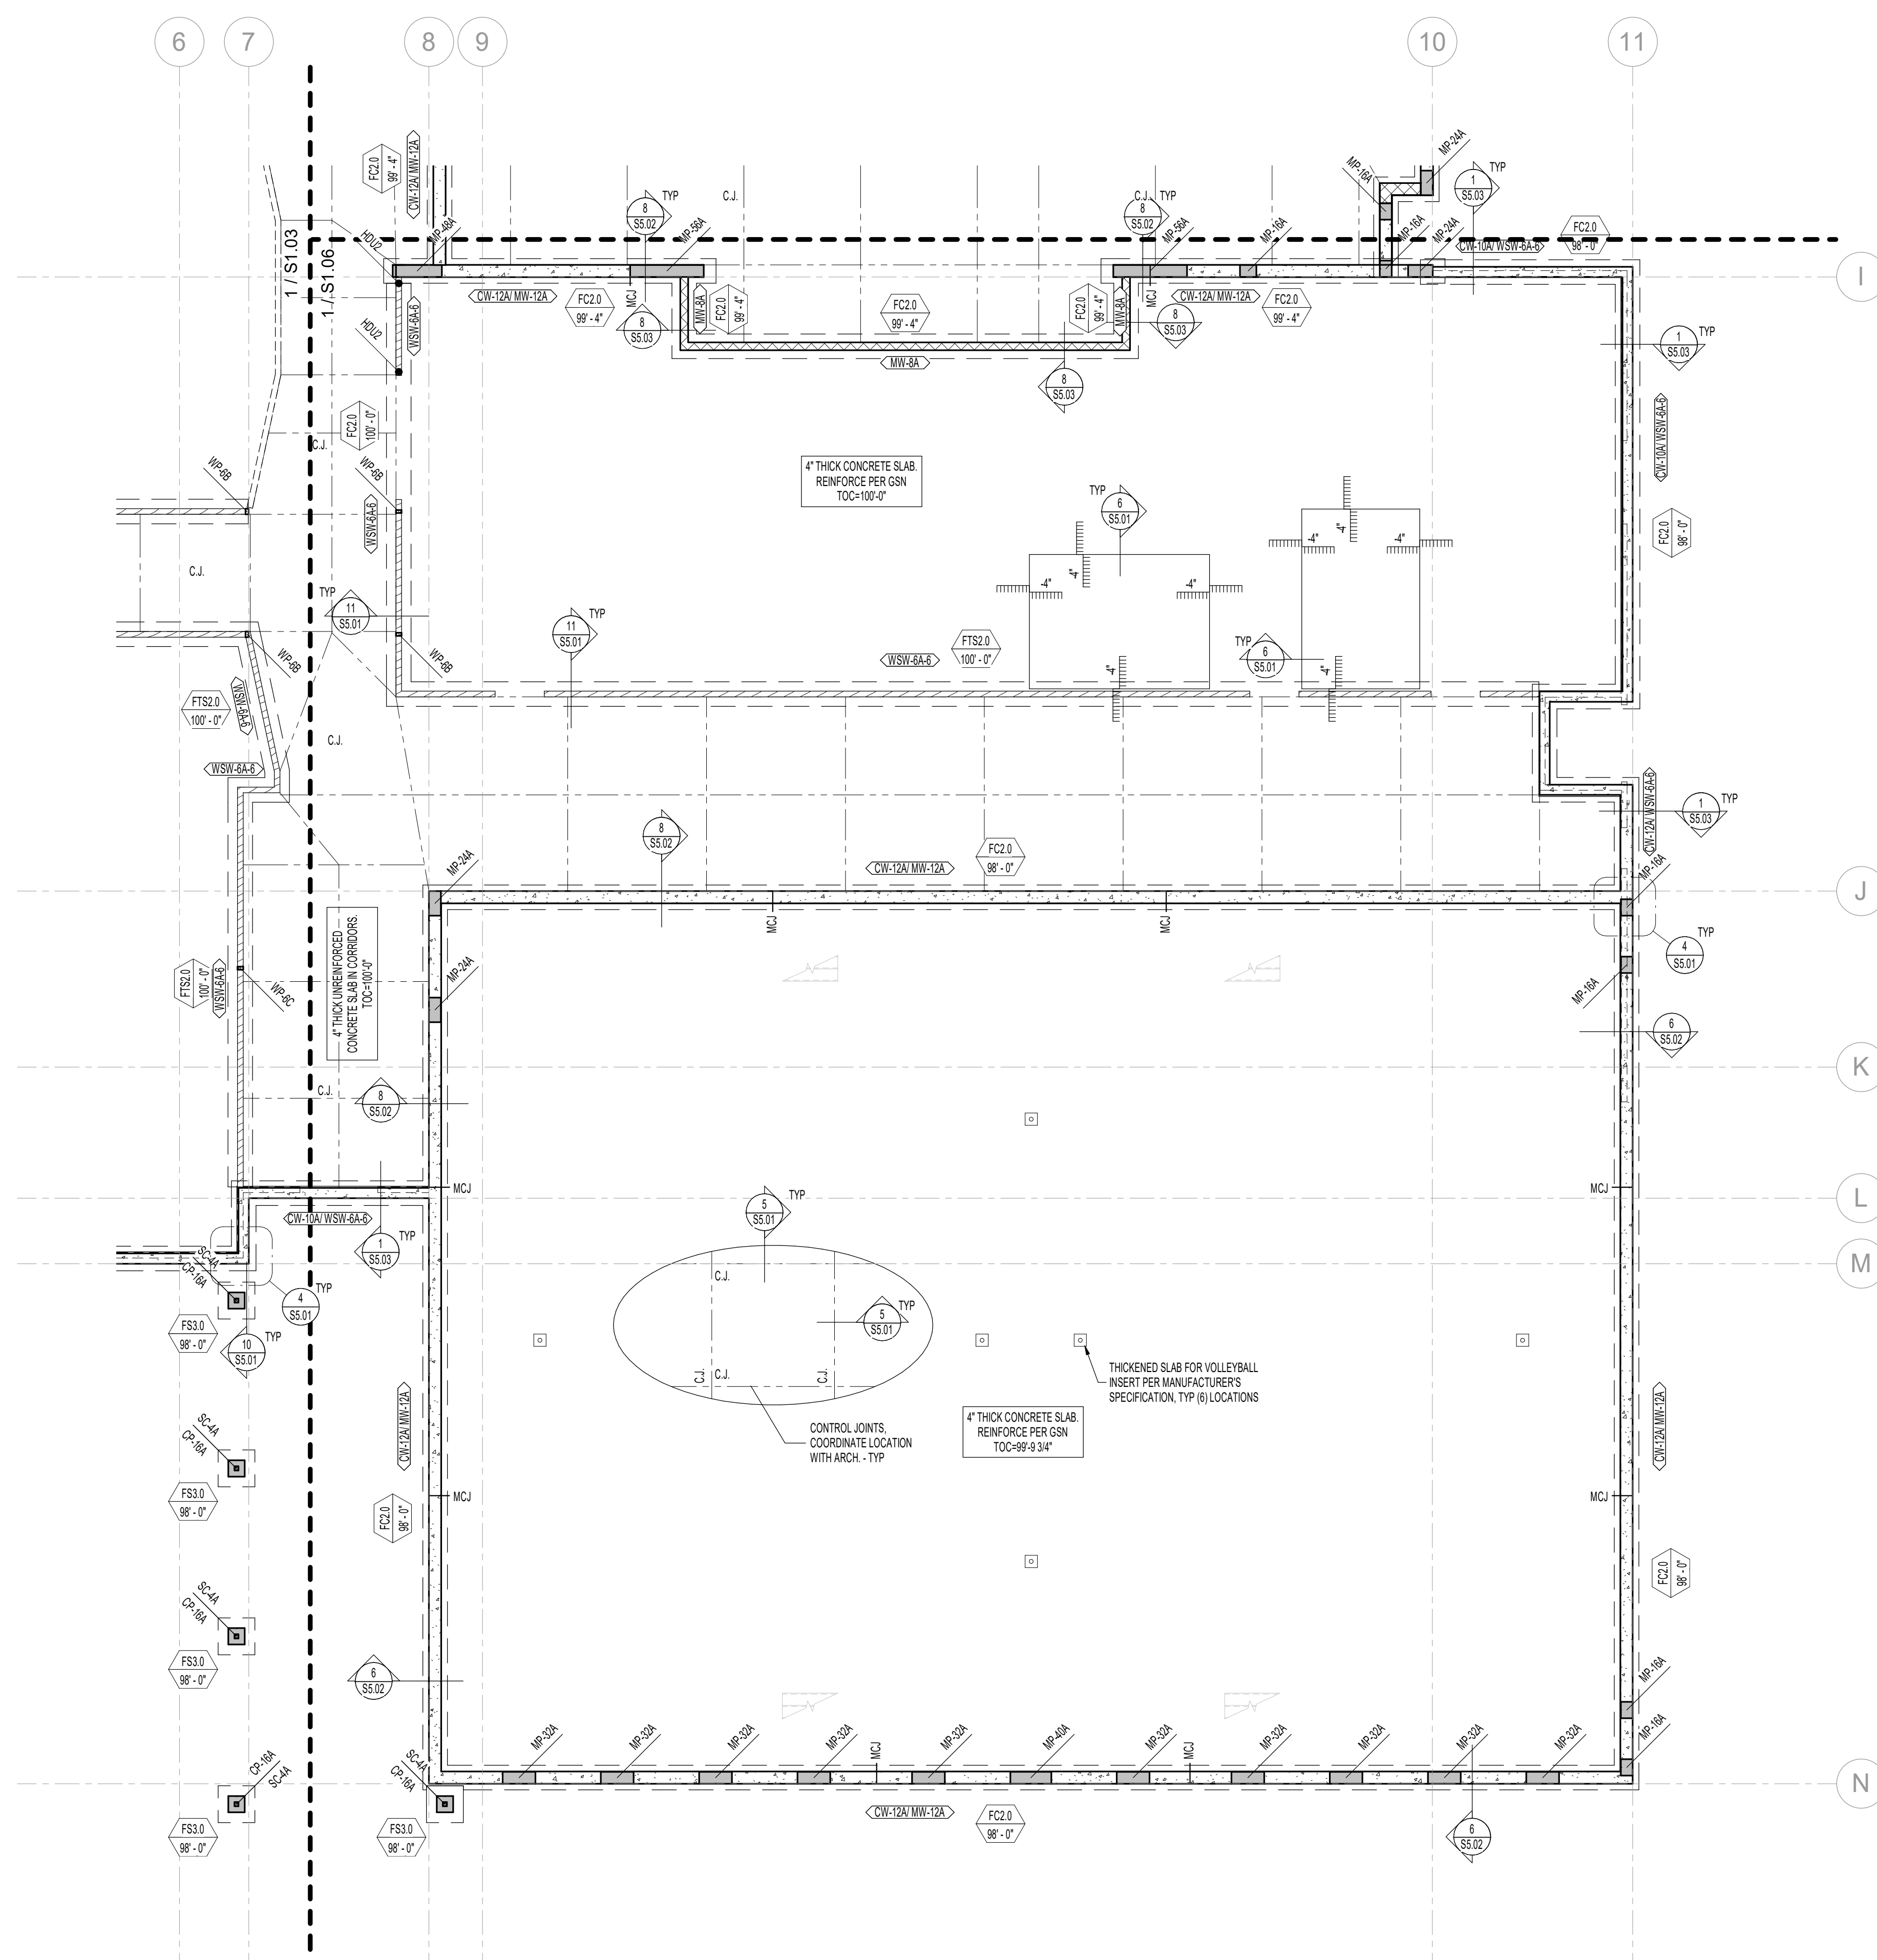 6
7
8
9
10
11
I
J
K
L
M
N
1 / S1.03
1 / S1.06
FC2.0
99' - 4"
CW-12A/ MW-12A
HDU2
MP-48A
8
S5.02
TYP
MP-56A
C.J.
C.J. TYP
8
S5.02
MP-56A
MP-16A
MP-16A
MP-24A
1
S5.03
TYP
MP-16A
MP-24A
CW-10A/ WSW-6A-6
FC2.0
98' - 0"
WSW-6A-6
HDU2
CW-12A/ MW-12A
FC2.0
99' - 4"
MCJ
8
S5.03
MW-8A
FC2.0
99' - 4"
FC2.0
99' - 4"
MW-8A
FC2.0
99' - 4"
MW-8A
MCJ
8
S5.03
CW-12A/ MW-12A
FC2.0
99' - 4"
8
S5.03
1
S5.03
TYP
CW-10A/ WSW-6A-6
FC2.0
98' - 0"
FC2.0
100' - 0"
C.J.
WP-6B
WP-6B
WSW-6A-6
C.J.
4" THICK CONCRETE SLAB.
REINFORCE PER GSN
TOC=100'-0"
TYP
6
S5.01
-4"
-4"
-4"
-4"
-4"
-4"
-4"
-4"
TYP
11
S5.01
11
S5.01
TYP
WP-6B
WP-6B
FTS2.0
100' - 0"
WSW-6A-6
TYP
6
S5.01
FTS2.0
100' - 0"
WSW-6A-6
C.J.
WSW-6A-6
CW-12A/ WSW-6A-6
1
S5.03
TYP
8
S5.02
CW-12A/ MW-12A
FC2.0
98' - 0"
MP-24A
MCJ
MCJ
MP-16A
4
S5.01
TYP
MP-24A
MP-16A
FTS2.0
100' - 0"
WSW-6A-6
WP-6C
4" THICK UNREINFORCED
CONCRETE SLAB IN CORRIDORS.
TOC=100'-0"
6
S5.02
C.J.
8
S5.02
MCJ
MCJ
CW-10A/ WSW-6A-6
1
S5.03
TYP
SC-4A
CP-16A
4
S5.01
TYP
FS3.0
98' - 0"
10
S5.01
TYP
5
S5.01
TYP
C.J.
5
S5.01
TYP
C.J.
C.J.
C.J.
THICKENED SLAB FOR VOLLEYBALL
INSERT PER MANUFACTURER'S
SPECIFICATION, TYP (6) LOCATIONS
CONTROL JOINTS,
COORDINATE LOCATION
WITH ARCH. - TYP
4" THICK CONCRETE SLAB.
REINFORCE PER GSN
TOC=99'-9 3/4"
CW-12A/ MW-12A
CW-12A/ MW-12A
SC-4A
CP-16A
FS3.0
98' - 0"
FC2.0
98' - 0"
MCJ
MCJ
FC2.0
98' - 0"
SC-4A
CP-16A
FS3.0
98' - 0"
6
S5.02
MP-16A
MP-16A
MP-32A
MP-32A
MP-32A
MP-32A
MCJ
MP-32A
MP-40A
MP-32A
MCJ
MP-32A
MP-32A
MP-32A
MP-32A
CP-16A
SC-4A
SC-4A
CP-16A
FS3.0
98' - 0"
FS3.0
98' - 0"
CW-12A/ MW-12A
FC2.0
98' - 0"
6
S5.02